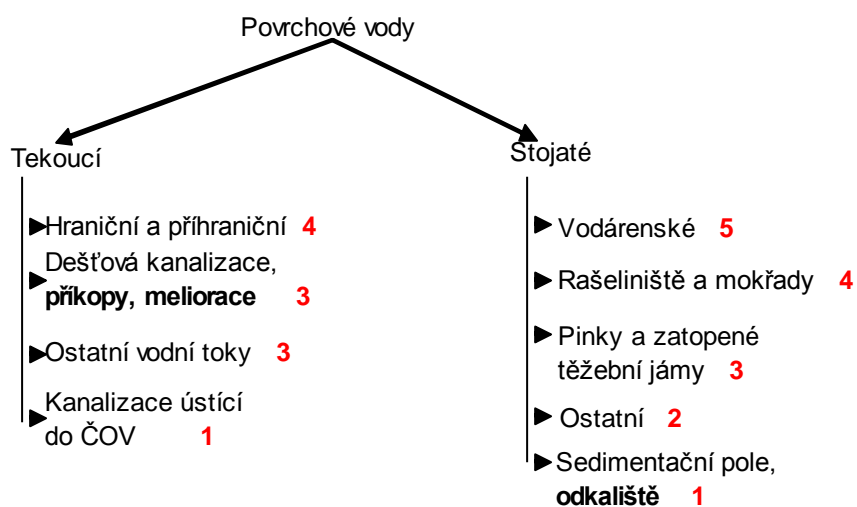 Povrchové vody
Tekoucí
Hraniční a příhraniční 4
Dešťová kanalizace,
příkopy, meliorace 3
Ostatní vodní toky 3
Kanalizace ústící
do ČOV 1
Stojaté
Vodárenské 5
Rašeliniště a mokřady 4
Pinky a zatopené
těžební jámy 3
Ostatní 2
Sedimentační pole,
odkaliště 1